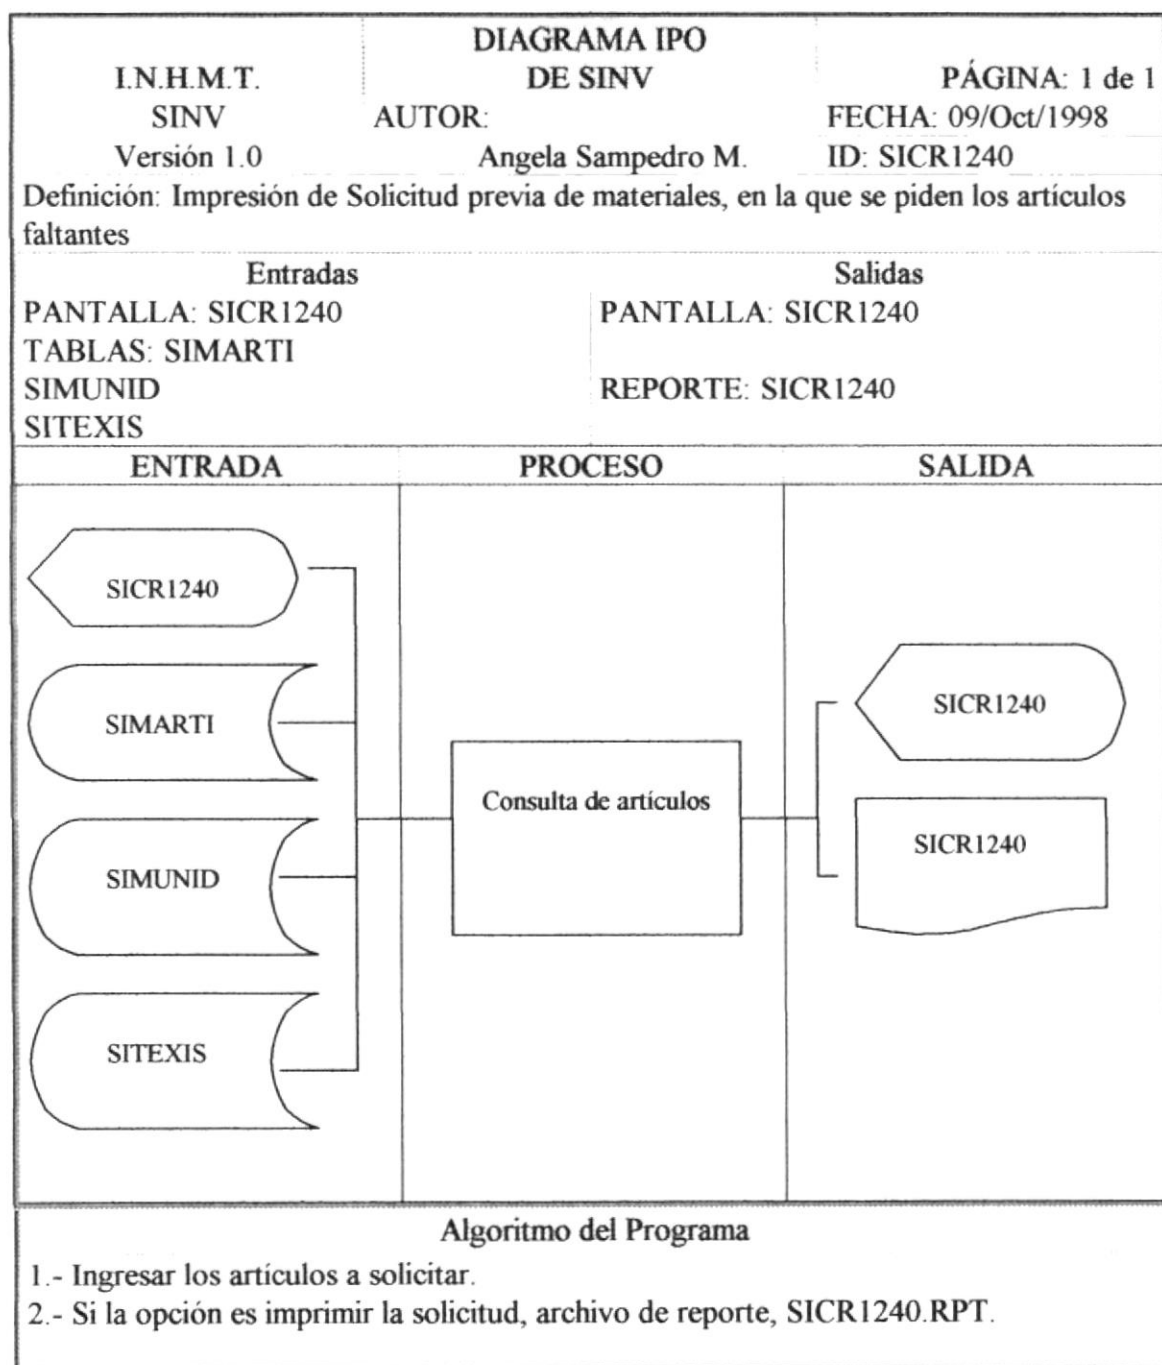 DIAGRAMA IPO
I.N.H.M.T. DE SINV PÁGINA: 1 de 1
SINV AUTOR: FECHA: 09/Oct/1998
Versión 1.0 Angela Sampedro M. ID: SICR1240
Definición: Impresión de Solicitud previa de materiales, en la que se piden los artículos
faltantes
Entradas Salidas
PANTALLA: SICR1240 PANTALLA: SICR1240
TABLAS: SIMARTI
SIMUNID REPORTE: SICR1240
SITEXIS
ENTRADA PROCESO SALIDA
SICR1240
SIMARTI
SIMUNID
SITEXIS
Consulta de artículos
SICR1240
SICR1240
Algoritmo del Programa
1.- Ingresar los artículos a solicitar.
2.- Si la opción es imprimir la solicitud, archivo de reporte, SICR1240.RPT.